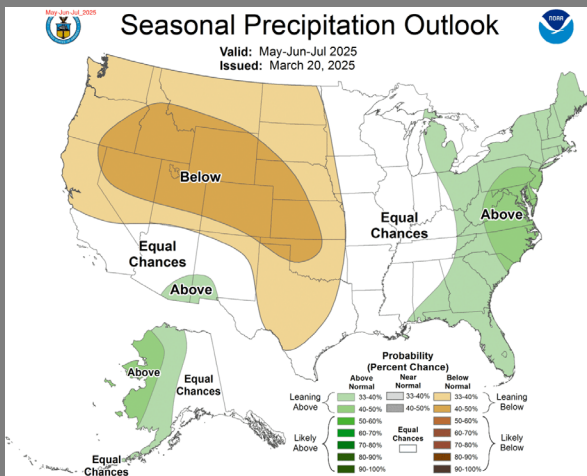 May-Jun-Jul_2025
Seasonal Precipitation Outlook
NOAA
Valid: May-Jun-Jul 2025
Issued: March 20, 2025
Below
Equal
Chances
Above
Equal
Chances
Above
Above
Equal
Chances
Equal
Chances
Probability
(Percent Chance)
Above
Normal
Near
Normal
Below
Normal
Leaning
Above
33-40%
33-40%
33-40%
Leaning
Below
40-50%
40-50%
40-50%
Likely
Above
50-60%
Equal
Chances
50-60%
Likely
Below
60-70%
60-70%
70-80%
70-80%
80-90%
80-90%
90-100%
90-100%